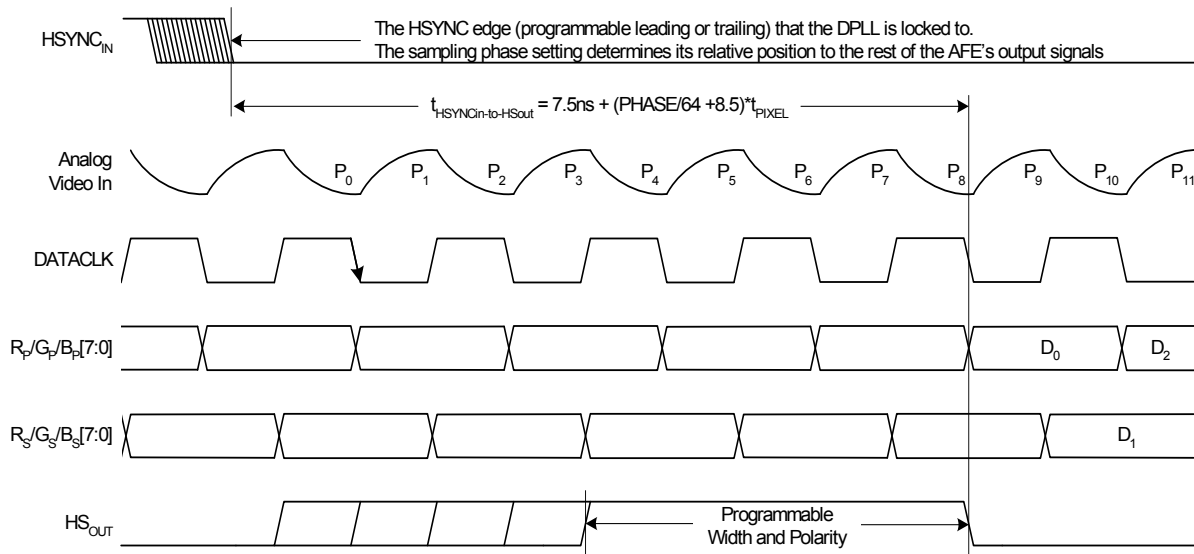 HSYNC_IN
The HSYNC edge (programmable leading or trailing) that the DPLL is locked to.
The sampling phase setting determines its relative position to the rest of the AFE's output signals
t_HSYNCin-to-HSout = 7.5ns + (PHASE/64 +8.5)*t_PIXEL
Analog
Video In
P_0 P_1 P_2 P_3 P_4 P_5 P_6 P_7 P_8 P_9 P_10 P_11
DATACLK
R_P/G_P/B_P[7:0]
D_0 D_2
R_S/G_S/B_S[7:0]
D_1
HS_OUT
Programmable
Width and Polarity